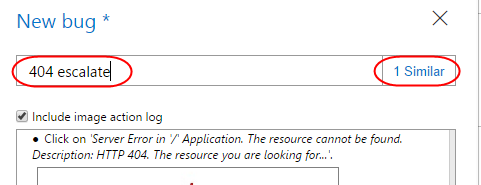 New bug *
404 escalate
1 Similar
Include image action log
• Click on 'Server Error in '/' Application. The resource cannot be found.
Description: HTTP 404. The resource you are looking for...'.